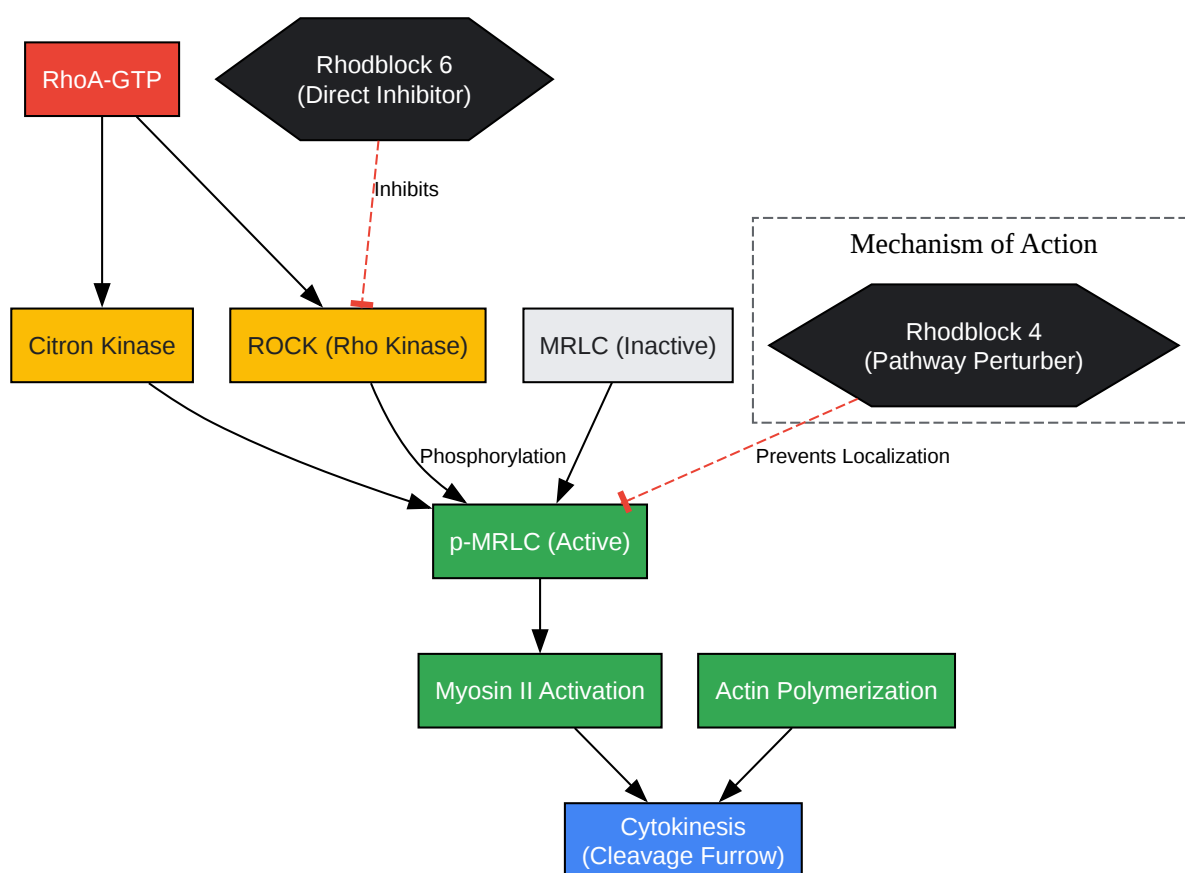 RhoA-GTP
Rhodblock 6
(Direct Inhibitor)
Inhibits
Mechanism of Action
Rhodblock 4
(Pathway Perturber)
Citron Kinase
ROCK (Rho Kinase)
MRLC (Inactive)
Phosphorylation
Prevents Localization
p-MRLC (Active)
Myosin II Activation
Actin Polymerization
Cytokinesis
(Cleavage Furrow)